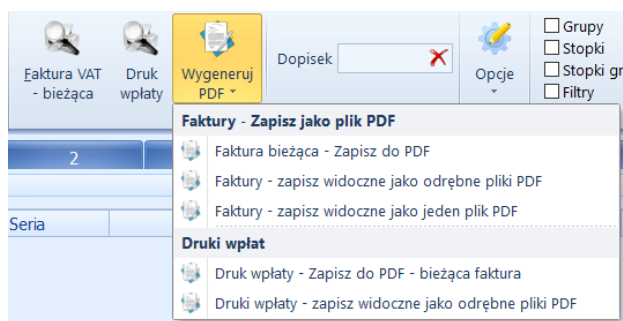 Faktura VAT
- bieżąca
Druk
wpłaty
Wygeneruj
PDF
Dopisek
Opcje
Grupy
Stopki
Stopki gr
Filtry
Faktury - Zapisz jako plik PDF
2
Faktura bieżąca - Zapisz do PDF
Faktury - zapisz widoczne jako odrębne pliki PDF
Seria
Faktury - zapisz widoczne jako jeden plik PDF
Druki wpłat
Druk wpłaty - Zapisz do PDF - bieżąca faktura
Druki wpłaty - zapisz widoczne jako odrębne pliki PDF